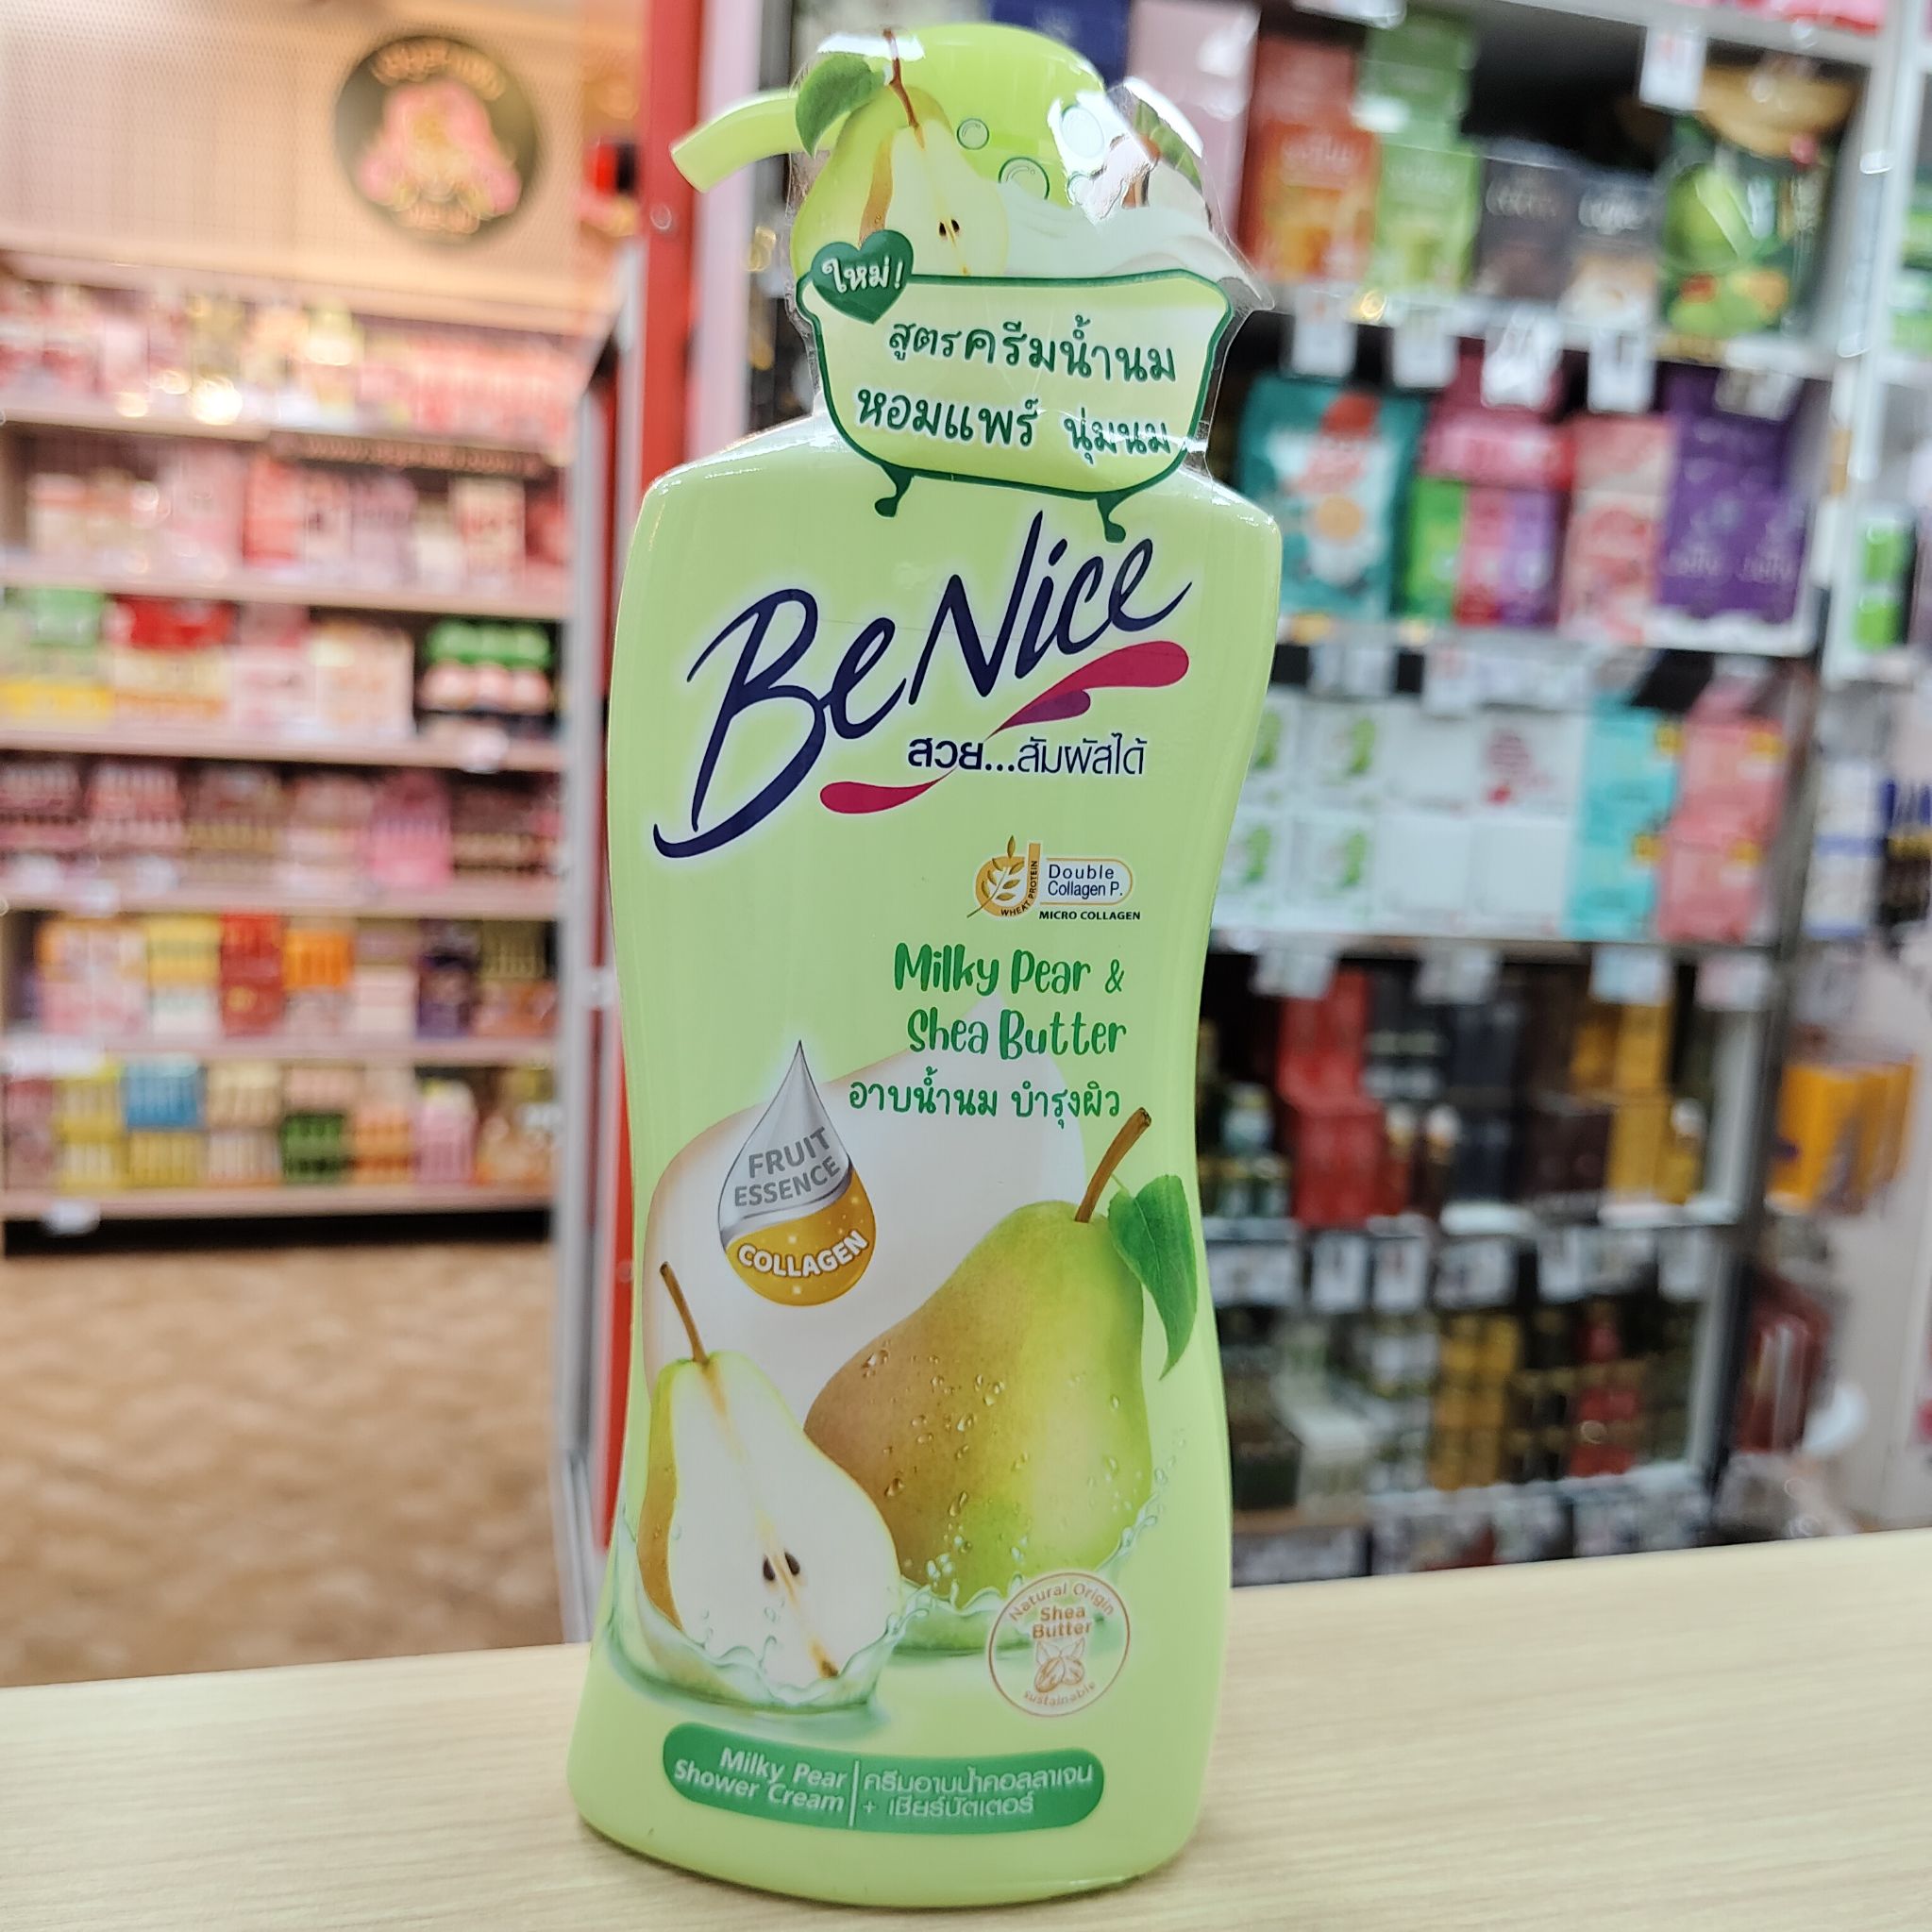 ใหม่!
สูตรครีมน้ำนม
หอมแพร์ นุ่มนม
BeNice
สวย...สัมผัสได้
WHEAT PROTEIN
Double
Collagen P.
MICRO COLLAGEN
Milky Pear &
Shea Butter
อาบน้ำนม บำรุงผิว
FRUIT
ESSENCE
COLLAGEN
Natural Origin
Shea
Butter
sustainable
Milky Pear
Shower Cream
ครีมอาบน้ำคอลลาเจน
+ เชียร์บัตเตอร์